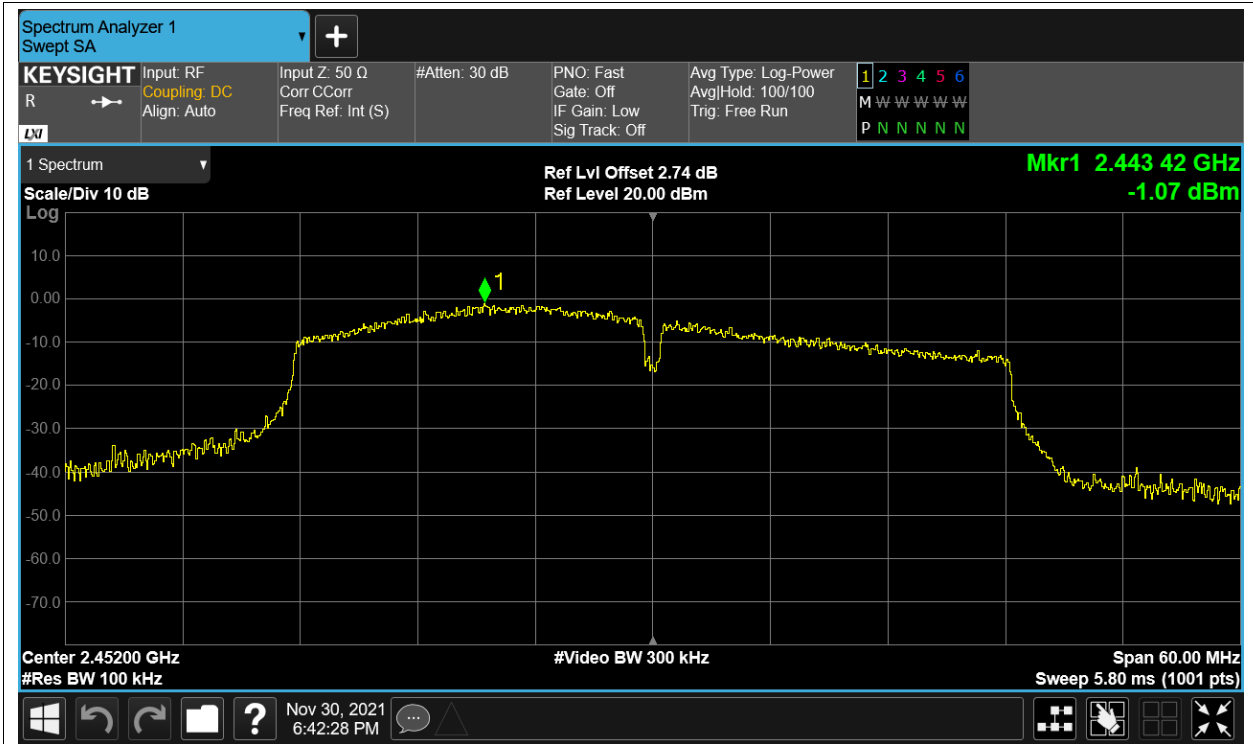 Spectrum Analyzer 1
Swept SA
KEYSIGHT
R
LXI
Input: RF
Coupling: DC
Align: Auto
Input Z: 50 Ω
Corr CCorr
Freq Ref: Int (S)
#Atten: 30 dB
PNO: Fast
Gate: Off
IF Gain: Low
Sig Track: Off
Avg Type: Log-Power
Avg|Hold: 100/100
Trig: Free Run
1 2 3 4 5 6
M W W W W W W
P N N N N N N
1 Spectrum
Scale/Div 10 dB
Log
Ref Lvl Offset 2.74 dB
Ref Level 20.00 dBm
Mkr1 2.443 42 GHz
-1.07 dBm
10.0
0.00
-10.0
-20.0
-30.0
-40.0
-50.0
-60.0
-70.0
1
Center 2.45200 GHz
#Res BW 100 kHz
#Video BW 300 kHz
Span 60.00 MHz
Sweep 5.80 ms (1001 pts)
?
Nov 30, 2021
6:42:28 PM